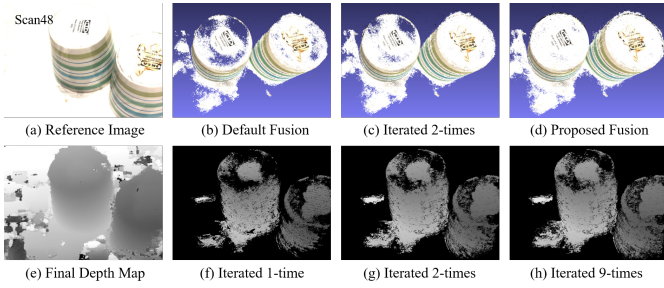 Scan48
(a) Reference Image
(b) Default Fusion
(c) Iterated 2-times
(d) Proposed Fusion
(e) Final Depth Map
(f) Iterated 1-time
(g) Iterated 2-times
(h) Iterated 9-times